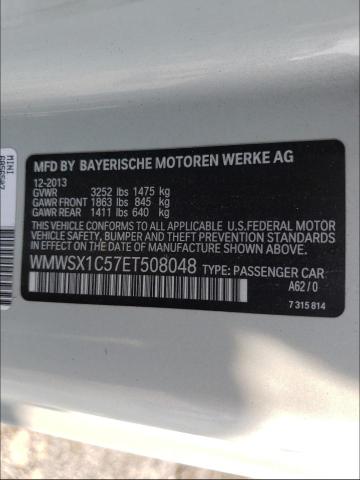 MFD BY BAYERISCHE MOTOREN WERKE AG
12-2013
GVWR 3252 lbs 1475 kg
GAWR FRONT 1863 lbs 845 kg
GAWR REAR 1411 lbs 640 kg
THIS VEHICLE CONFORMS TO ALL APPLICABLE U.S.FEDERAL MOTOR
VEHICLE SAFETY, BUMPER, AND THEFT PREVENTION STANDARDS
IN EFFECT ON THE DATE OF MANUFACTURE SHOWN ABOVE.
WMWSX1C57ET508048 TYPE: PASSENGER CAR
A62/0
7 315 814
MINI